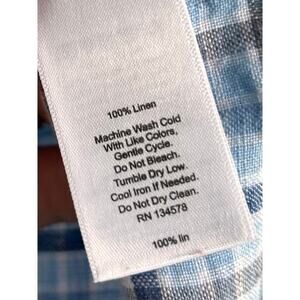 100% Linen
Machine Wash Cold
With Like Colors,
Gentle Cycle.
Do Not Bleach.
Tumble Dry Low.
Cool Iron If Needed.
Do Not Dry Clean.
RN 134578
100% lin